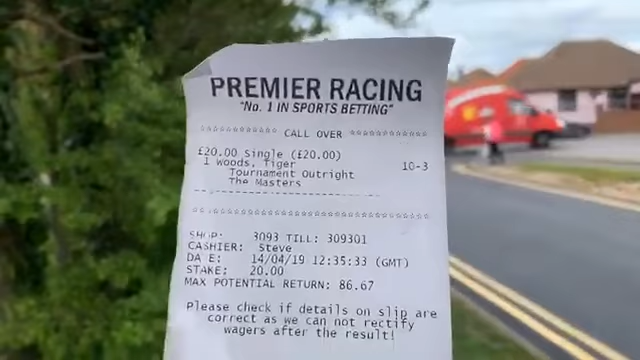 PREMIER RACING
"No. 1 IN SPORTS BETTING"
************ CALL OVER ************
£20.00 Single (£20.00)
1 Woods, Tiger 10-3
Tournament Outright
The Masters
------------------------------
************************************
SHOP: 3093 TILL: 309301
CASHIER: Steve
DA E: 14/04/19 12:35:33 (GMT)
STAKE: 20.00
MAX POTENTIAL RETURN: 86.67
Please check if details on slip are
correct as we can not rectify
wagers after the result!